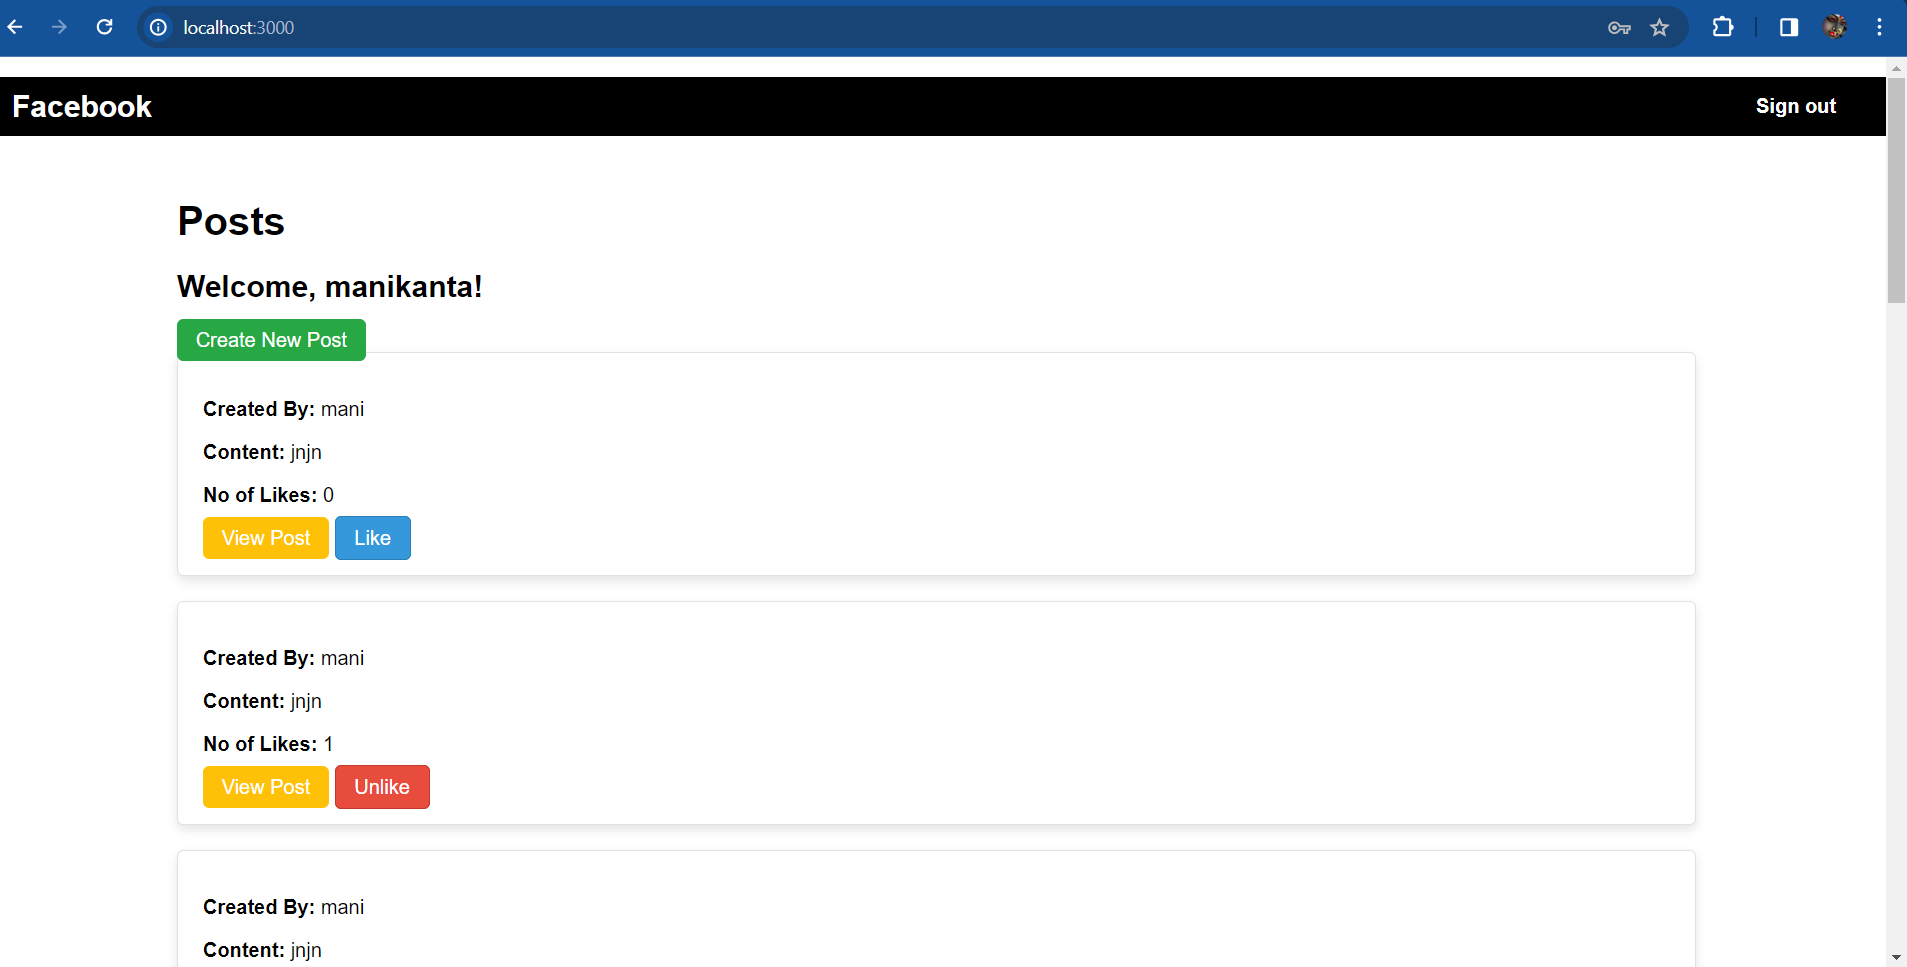 localhost:3000
Facebook
Sign out
Posts
Welcome, manikanta!
Create New Post
Created By: mani
Content: jnjn
No of Likes: 0
View Post Like
Created By: mani
Content: jnjn
No of Likes: 1
View Post Unlike
Created By: mani
Content: jnjn